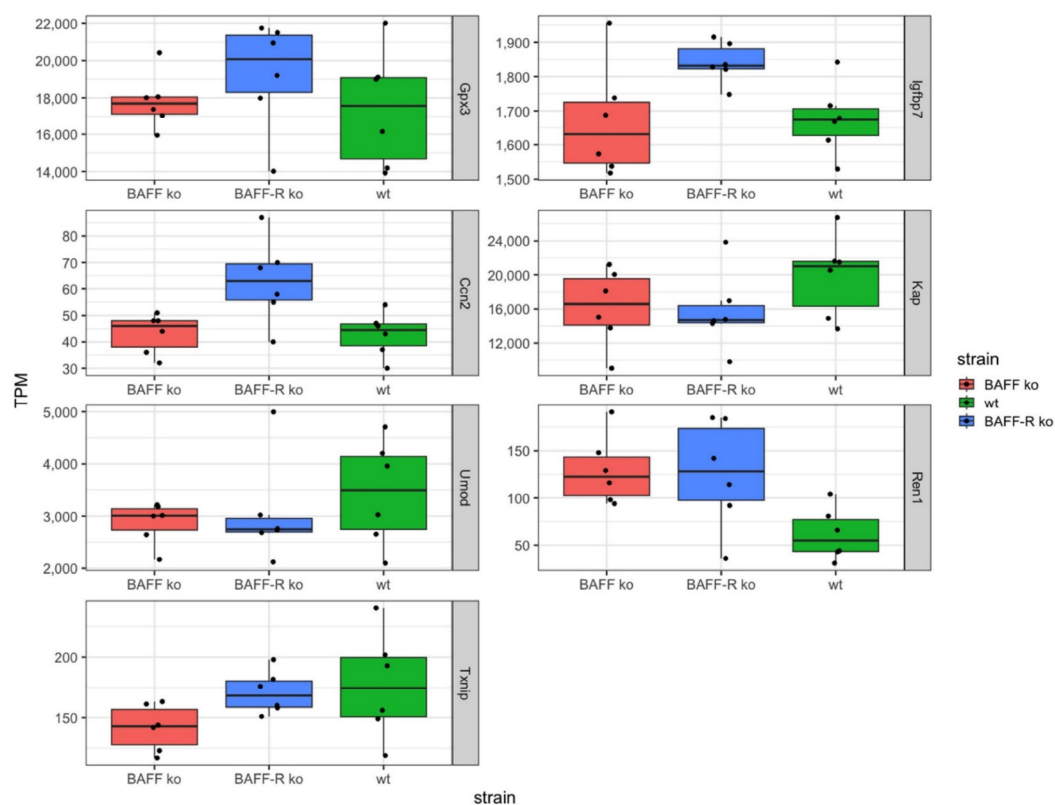 22,000
20,000
18,000
16,000
14,000
BAFF ko BAFF-R ko wt
Gpx3
1,900
1,800
1,700
1,600
1,500
BAFF ko BAFF-R ko wt
Igfbp7
80
70
60
50
40
30
BAFF ko BAFF-R ko wt
Ccn2
24,000
20,000
16,000
12,000
BAFF ko BAFF-R ko wt
Kap
5,000
4,000
3,000
2,000
BAFF ko BAFF-R ko wt
Umod
150
100
50
BAFF ko BAFF-R ko wt
Ren1
200
150
BAFF ko BAFF-R ko wt
Txnip
TPM
strain
strain
BAFF ko
wt
BAFF-R ko